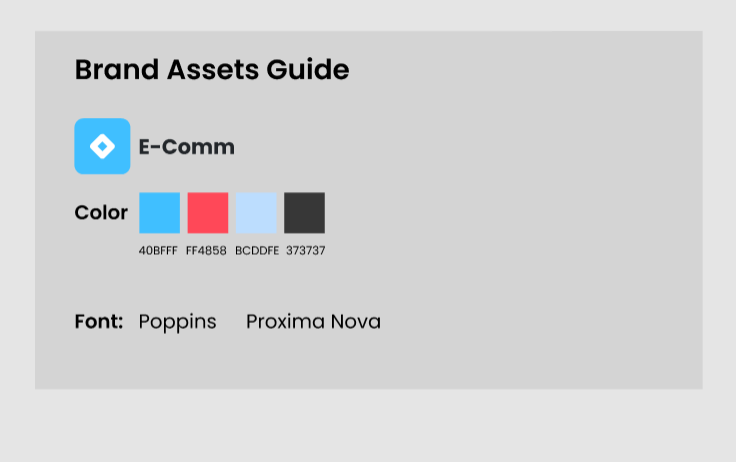 Brand Assets Guide
E-Comm
Color
40BFFF FF4858 BCDDFE 373737
Font: Poppins Proxima Nova